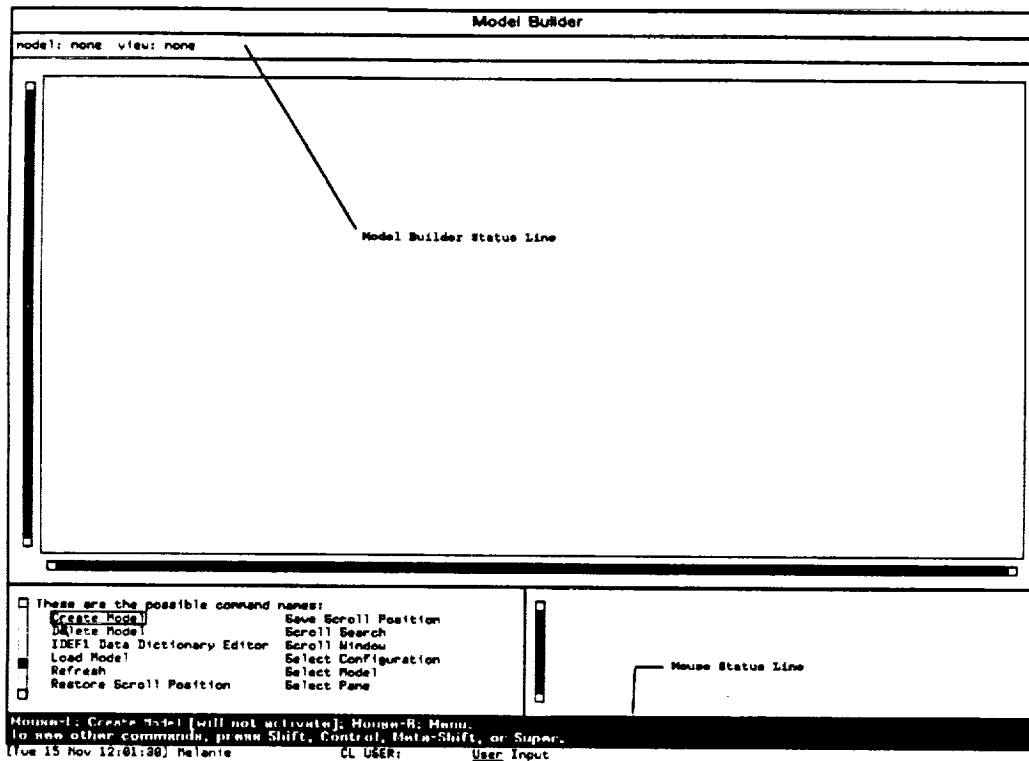 Model Builder
model: none view: none
Model Builder Status Line
These are the possible command names:
Create Model Save Scroll Position
Delete Model Scroll Search
IDEF1 Data Dictionary Editor Scroll Window
Load Model Select Configuration
Refresh Select Model
Restore Scroll Position Select Pane
Mouse Status Line
Mouse-L: Create Model [will not activate]; Mouse-R: Menu.
To see other commands, press Shift, Control, Meta-Shift, or Super.
[Tue 15 Nov 12:01:30] Melanie CL USER: User Input